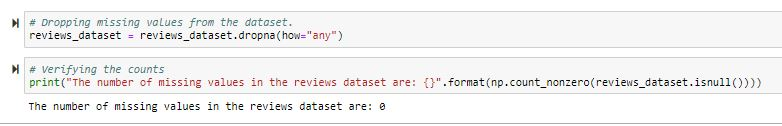 # Dropping missing values from the dataset.
reviews_dataset = reviews_dataset.dropna(how="any")
# Verifying the counts
print("The number of missing values in the reviews dataset are: {}".format(np.count_nonzero(reviews_dataset.isnull())))
The number of missing values in the reviews dataset are: 0